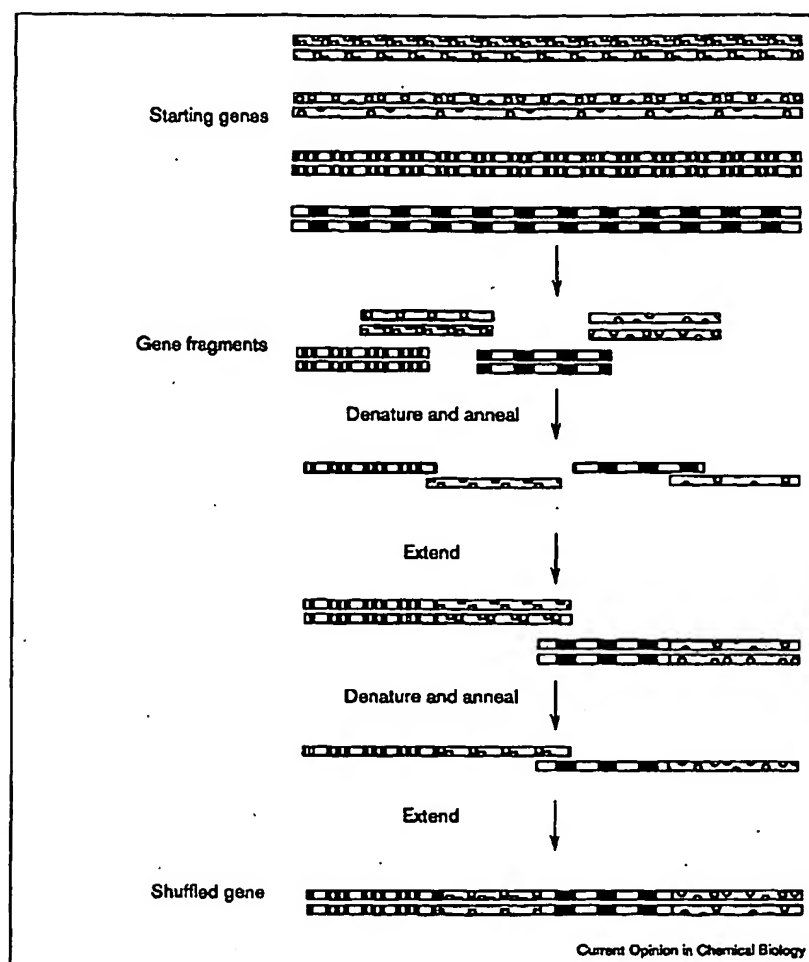 Starting genes
Gene fragments
Denature and anneal
Extend
Denature and anneal
Extend
Shuffled gene
Current Opinion in Chemical Biology